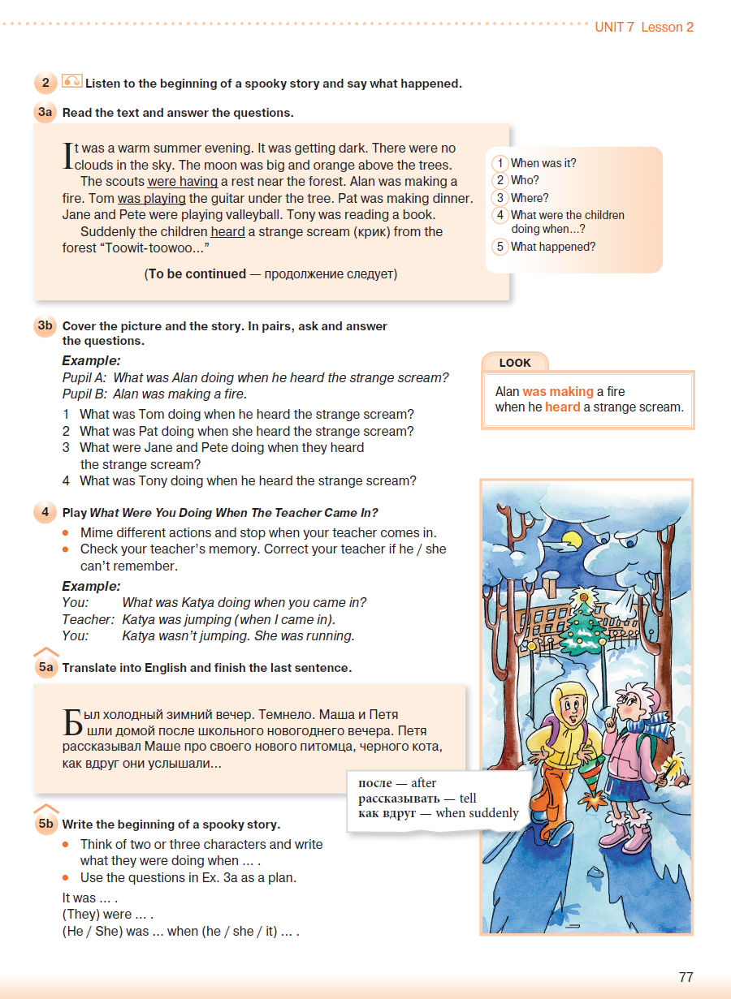 UNIT 7 Lesson 2
2 Listen to the beginning of a spooky story and say what happened.
3a Read the text and answer the questions.
It was a warm summer evening. It was getting dark. There were no
clouds in the sky. The moon was big and orange above the trees.
The scouts were having a rest near the forest. Alan was making a
fire. Tom was playing the guitar under the tree. Pat was making dinner.
Jane and Pete were playing valleyball. Tony was reading a book.
Suddenly the children heard a strange scream (крик) from the
forest “Toowit-toowoo...”
(To be continued — продолжение следует)
1 When was it?
2 Who?
3 Where?
4 What were the children
doing when...?
5 What happened?
3b Cover the picture and the story. In pairs, ask and answer
the questions.
Example:
Pupil A: What was Alan doing when he heard the strange scream?
Pupil B: Alan was making a fire.
1 What was Tom doing when he heard the strange scream?
2 What was Pat doing when she heard the strange scream?
3 What were Jane and Pete doing when they heard
the strange scream?
4 What was Tony doing when he heard the strange scream?
LOOK
Alan was making a fire
when he heard a strange scream.
4 Play What Were You Doing When The Teacher Came In?
• Mime different actions and stop when your teacher comes in.
• Check your teacher’s memory. Correct your teacher if he / she
can’t remember.
Example:
You: What was Katya doing when you came in?
Teacher: Katya was jumping (when I came in).
You: Katya wasn’t jumping. She was running.
5a Translate into English and finish the last sentence.
Был холодный зимний вечер. Темнело. Маша и Петя
шли домой после школьного новогоднего вечера. Петя
рассказывал Маше про своего нового питомца, черного кота,
как вдруг они услышали...
после — after
рассказывать — tell
как вдруг — when suddenly
5b Write the beginning of a spooky story.
• Think of two or three characters and write
what they were doing when ... .
• Use the questions in Ex. 3a as a plan.
It was ... .
(They) were ... .
(He / She) was ... when (he / she / it) ... .
77